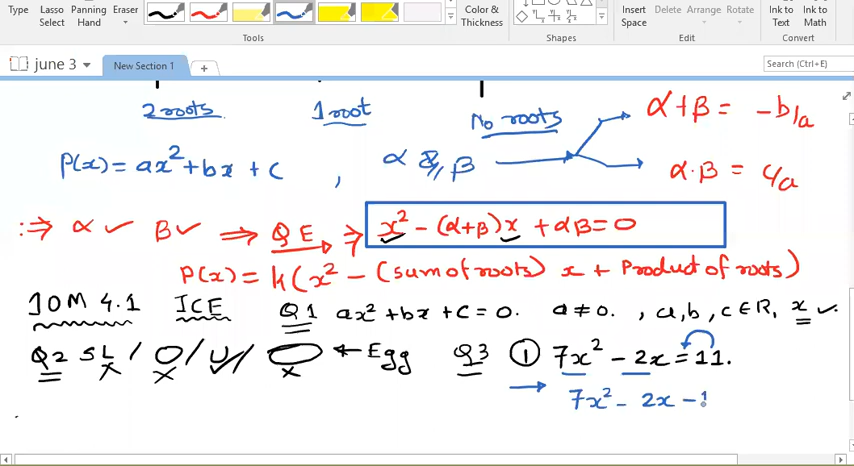 Type Lasso Select Panning Hand Eraser Color & Thickness Insert Space Delete Arrange Rotate Ink to Text Ink to Math
Tools Shapes Edit Convert
june 3 New Section 1 + Search (Ctrl+E)
2 roots 1 root No roots α+β = -b/a
P(x) = ax²+bx+c , α & β α·β = c/a
:⇒ α ✓ β ✓ ⇒ QE ⇒ x² - (α+β)x + αβ = 0
P(x) = k(x² - (sum of roots) x + Product of roots)
IOM 4.1 ICE Q1 ax²+bx+c=0. a≠0. , a,b,c∈R, x ✓.
Q2 SL / O / U / ← Egg Q3 ① 7x² - 2x = 11.
→ 7x² - 2x - 1